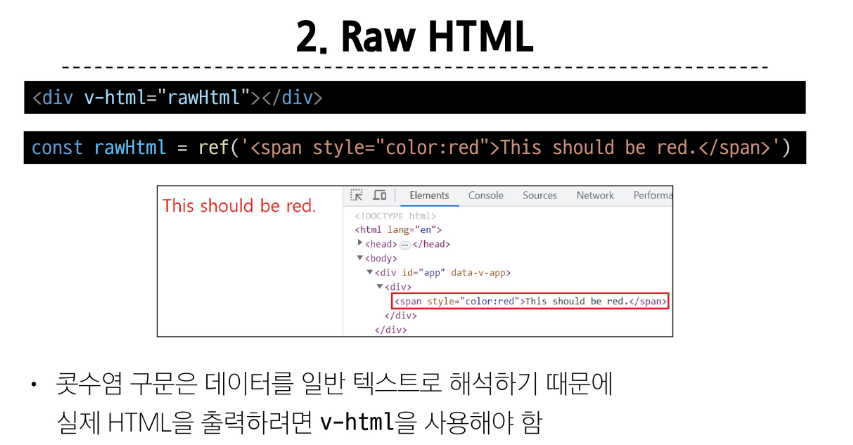 2. Raw HTML
<div v-html="rawHtml"></div>
const rawHtml = ref('<span style="color:red">This should be red.</span>')
This should be red.
Elements Console Sources Network Performa
<!DOCTYPE html>
<html lang="en">
<head> … </head>
<body>
<div id="app" data-v-app>
<div>
<span style="color:red">This should be red.</span>
</div>
</div>
• 콧수염 구문은 데이터를 일반 텍스트로 해석하기 때문에
실제 HTML을 출력하려면 v-html을 사용해야 함